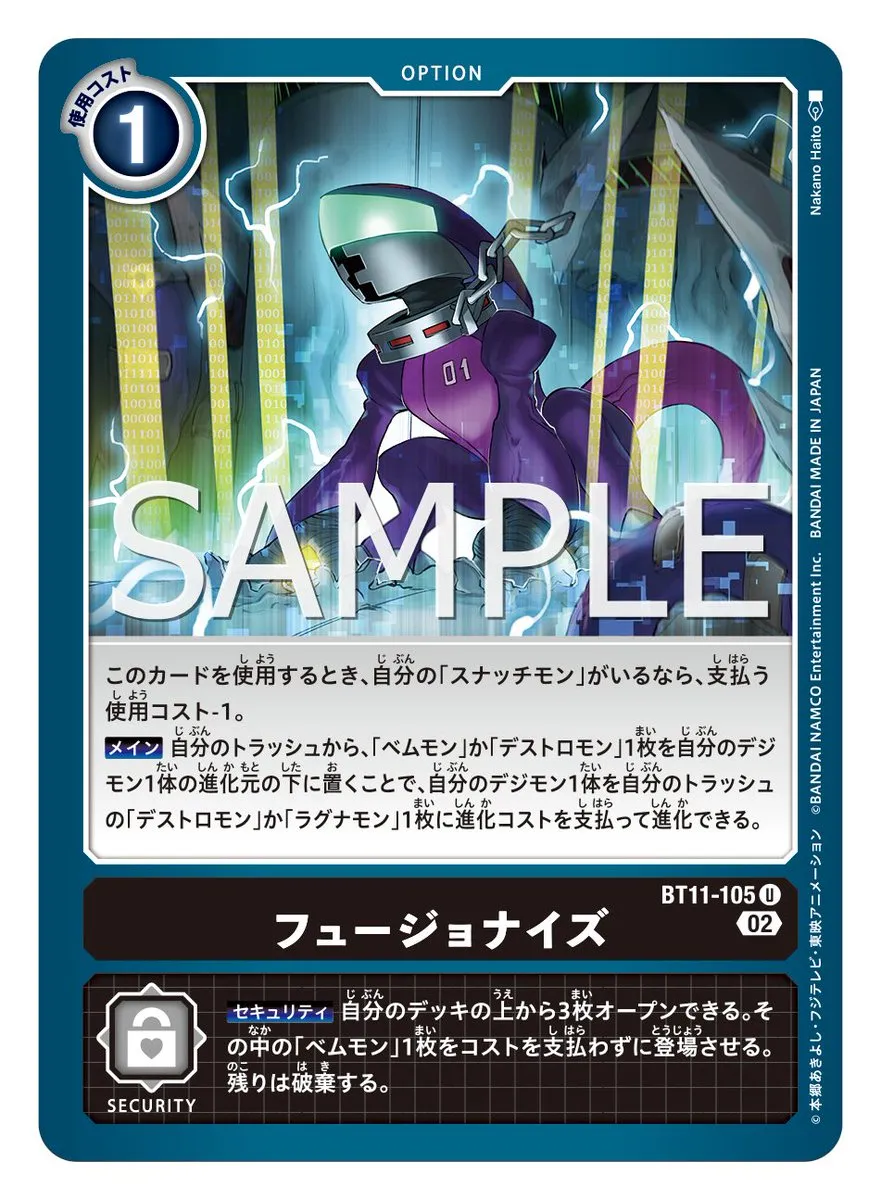 OPTION
使用コスト
1
Nakano Haito
01
SAMPLE
このカードを使用するとき、自分の「スナッチモン」がいるなら、支払う
使用コスト-1。
メイン 自分のトラッシュから、「ベムモン」か「デストロモン」1枚を自分のデジ
モン1体の進化元の下に置くことで、自分のデジモン1体を自分のトラッシュ
の「デストロモン」か「ラグナモン」1枚に進化コストを支払って進化できる。
BT11-105 U
フュージョナイズ
02
セキュリティ 自分のデッキの上から3枚オープンできる。そ
の中の「ベムモン」1枚をコストを支払わずに登場させる。
残りは破棄する。
SECURITY
© 本郷あきよし・フジテレビ・東映アニメーション ©BANDAI NAMCO Entertainment Inc. BANDAI MADE IN JAPAN